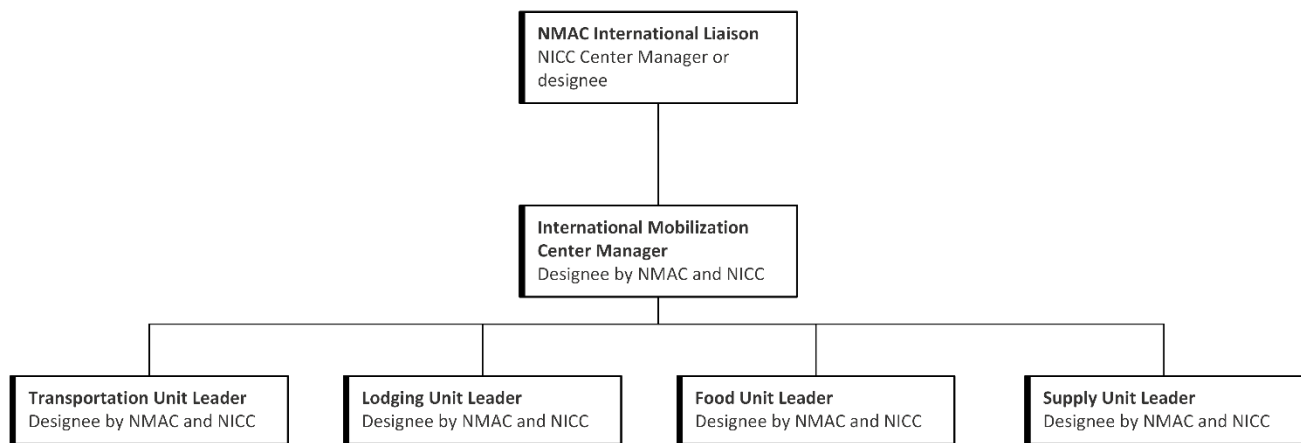 NMAC International Liaison
NICC Center Manager or
designee
International Mobilization
Center Manager
Designee by NMAC and NICC
Transportation Unit Leader
Designee by NMAC and NICC
Lodging Unit Leader
Designee by NMAC and NICC
Food Unit Leader
Designee by NMAC and NICC
Supply Unit Leader
Designee by NMAC and NICC